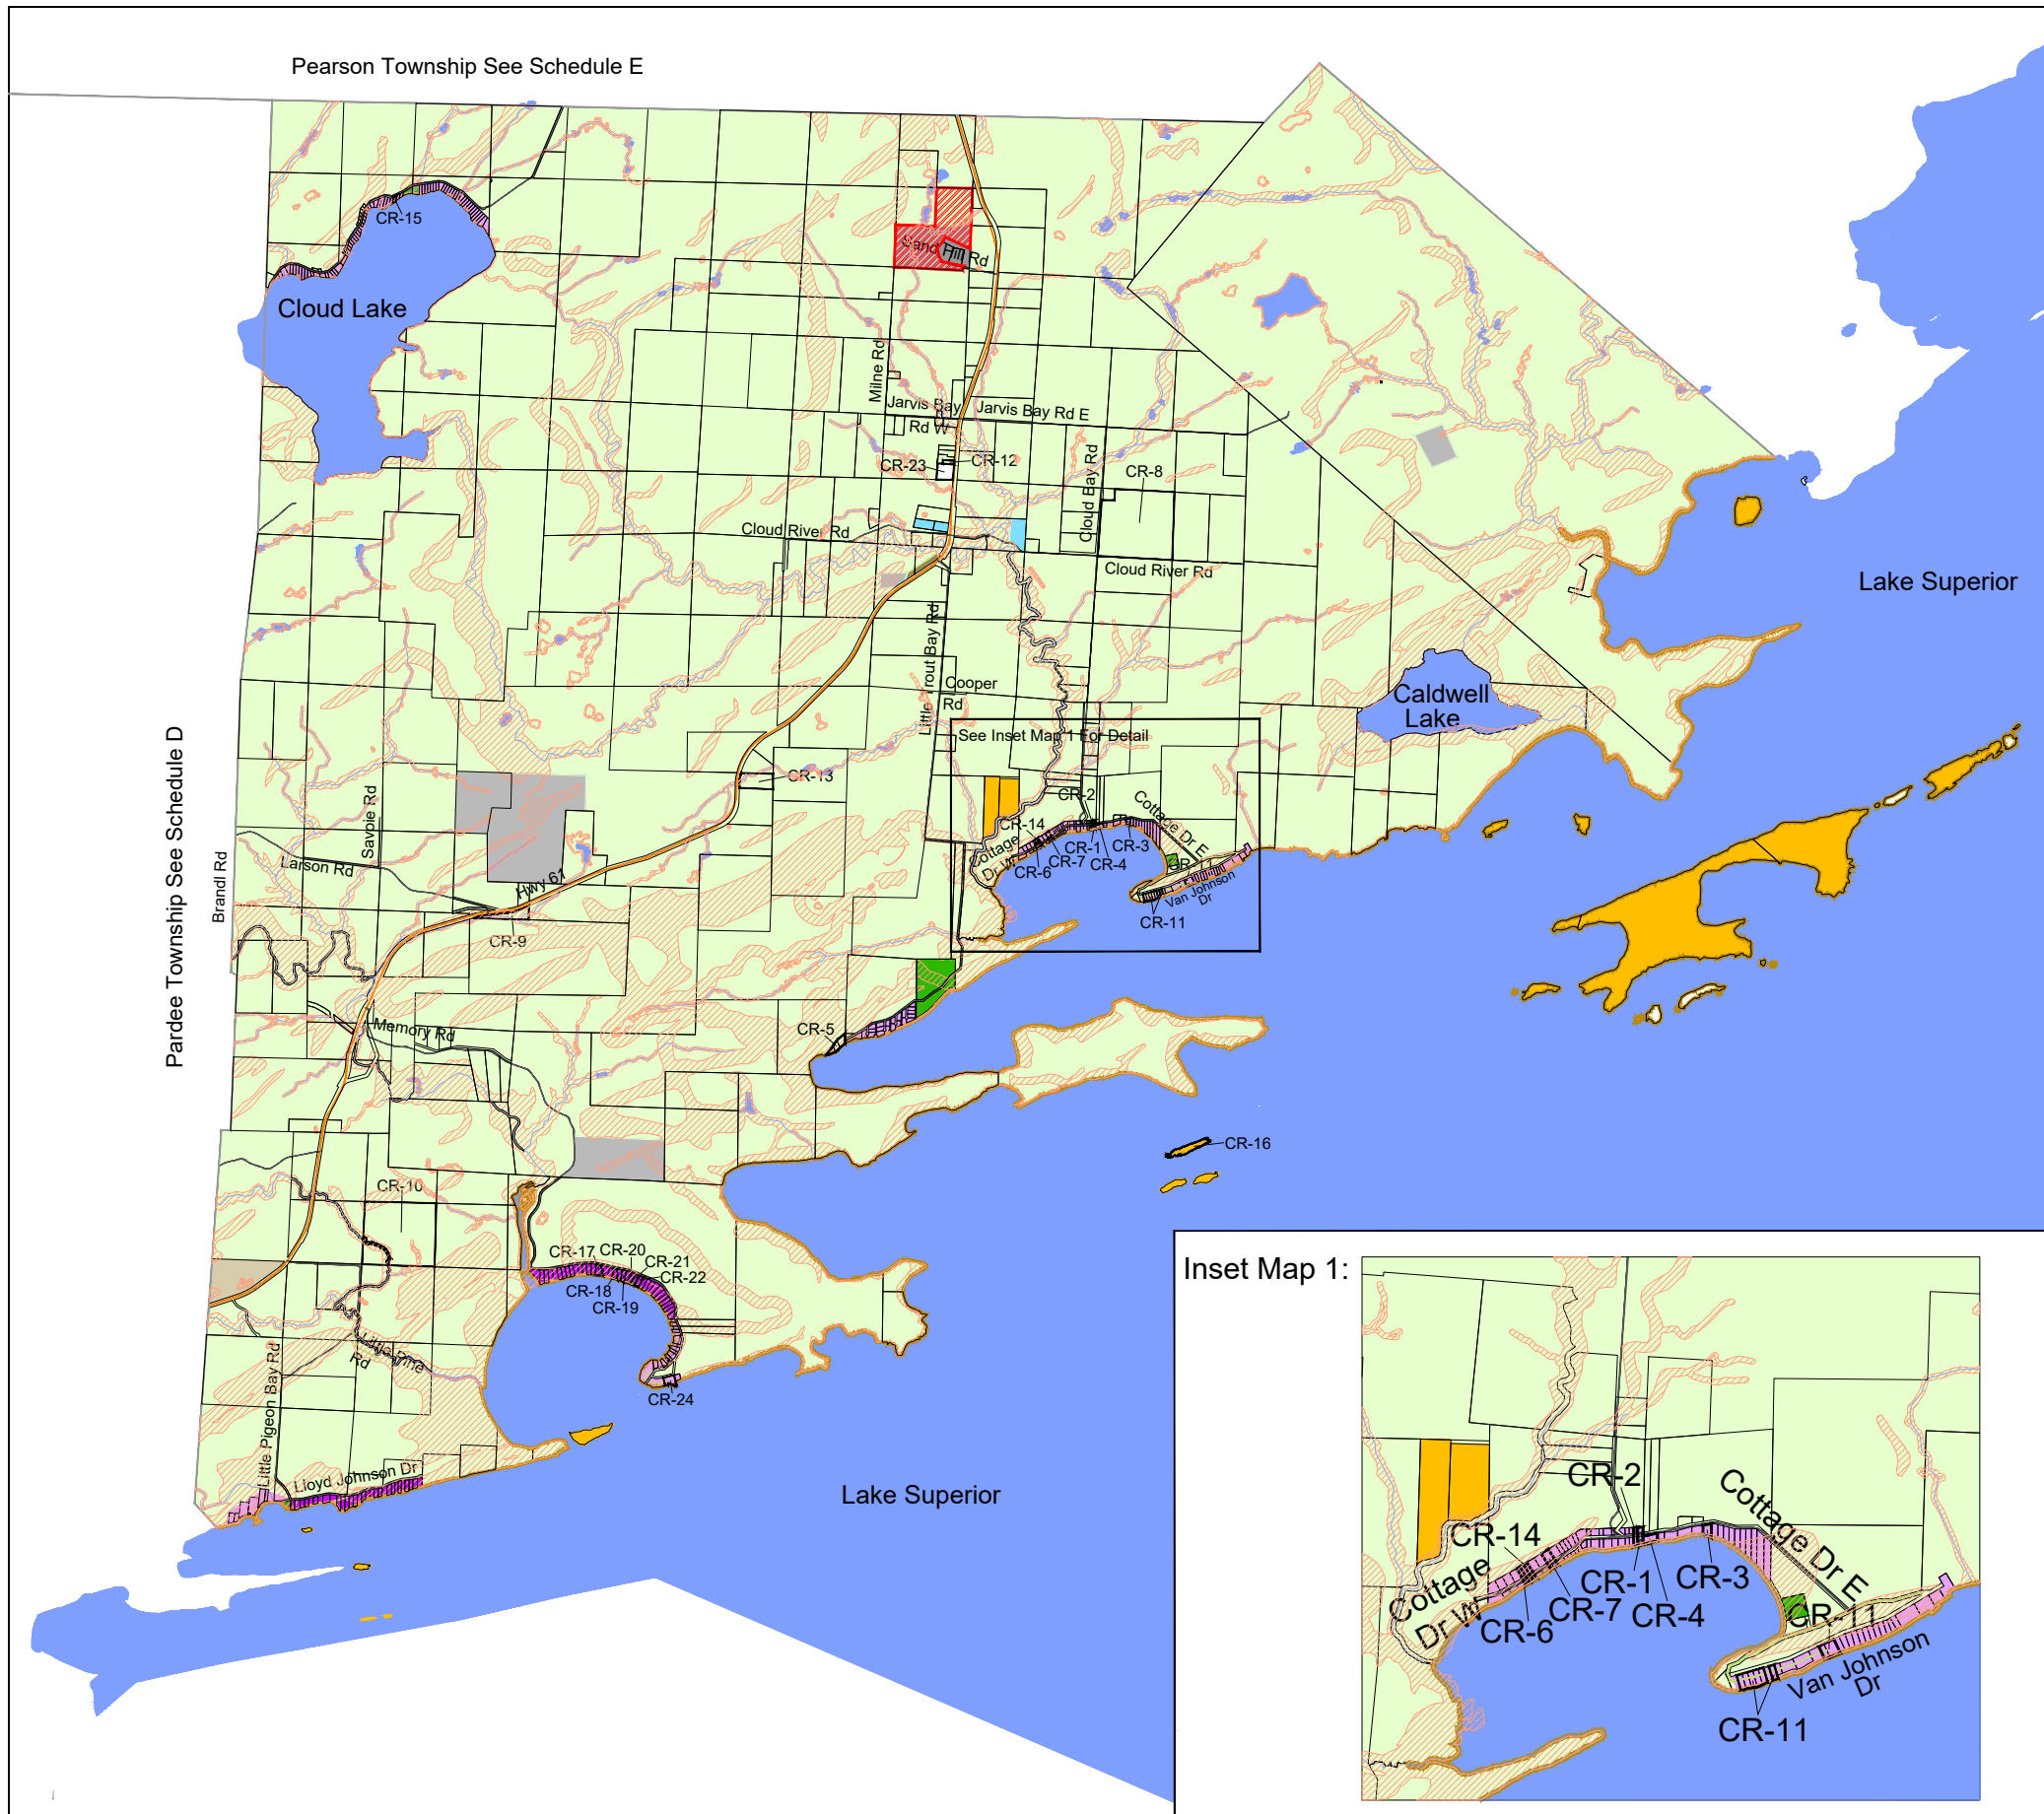 Pearson Township See Schedule E
CR-15
Sand Hill Rd
Cloud Lake
Milne Rd
Jarvis Bay
Rd W
Jarvis Bay Rd E
CR-23
CR-12
Cloud Bay Rd
CR-8
Cloud River Rd
Cloud River Rd
Lake Superior
Little Trout Bay Rd
Cooper
Rd
Caldwell
Lake
See Inset Map 1 For Detail
Pardee Township See Schedule D
CR-13
CR-2
Savoie Rd
Cottage Dr E
CR-14
Cottage
Dr W
CR-1
CR-3
CR-7
CR-4
CR-6
CR-11
Larson Rd
Brandl Rd
Hwy 61
Van Johnson
Dr
CR-11
CR-9
CR-5
Memory Rd
CR-16
CR-10
CR-17
CR-20
CR-21
CR-22
CR-18
CR-19
Little Pine
Rd
CR-24
Little Pigeon Bay Rd
Lloyd Johnson Dr
Lake Superior
Inset Map 1:
CR-2
Cottage Dr E
CR-14
Cottage
Dr W
CR-1
CR-3
CR-7
CR-4
CR-6
CR-11
Van Johnson
Dr
CR-11